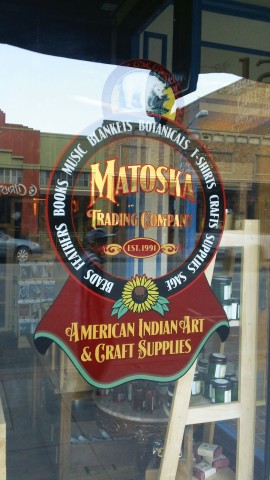 BEADS FEATHERS BOOKS MUSIC BLANKETS BOTANICALS T-SHIRTS CRAFTS SUPPLIES SAGE
MATOSKA
TRADING COMPANY
EST. 1991
AMERICAN INDIAN ART
& CRAFT SUPPLIES